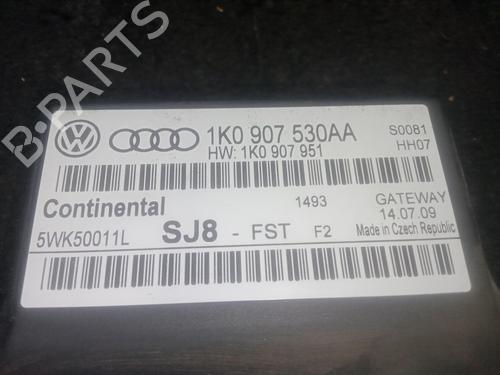 B-PARTS
1K0 907 530AA S0081
HW: 1K0 907 951 HH07
Continental 1493 GATEWAY
5WK50011L SJ8 - FST F2 14.07.09
Made in Czech Republic